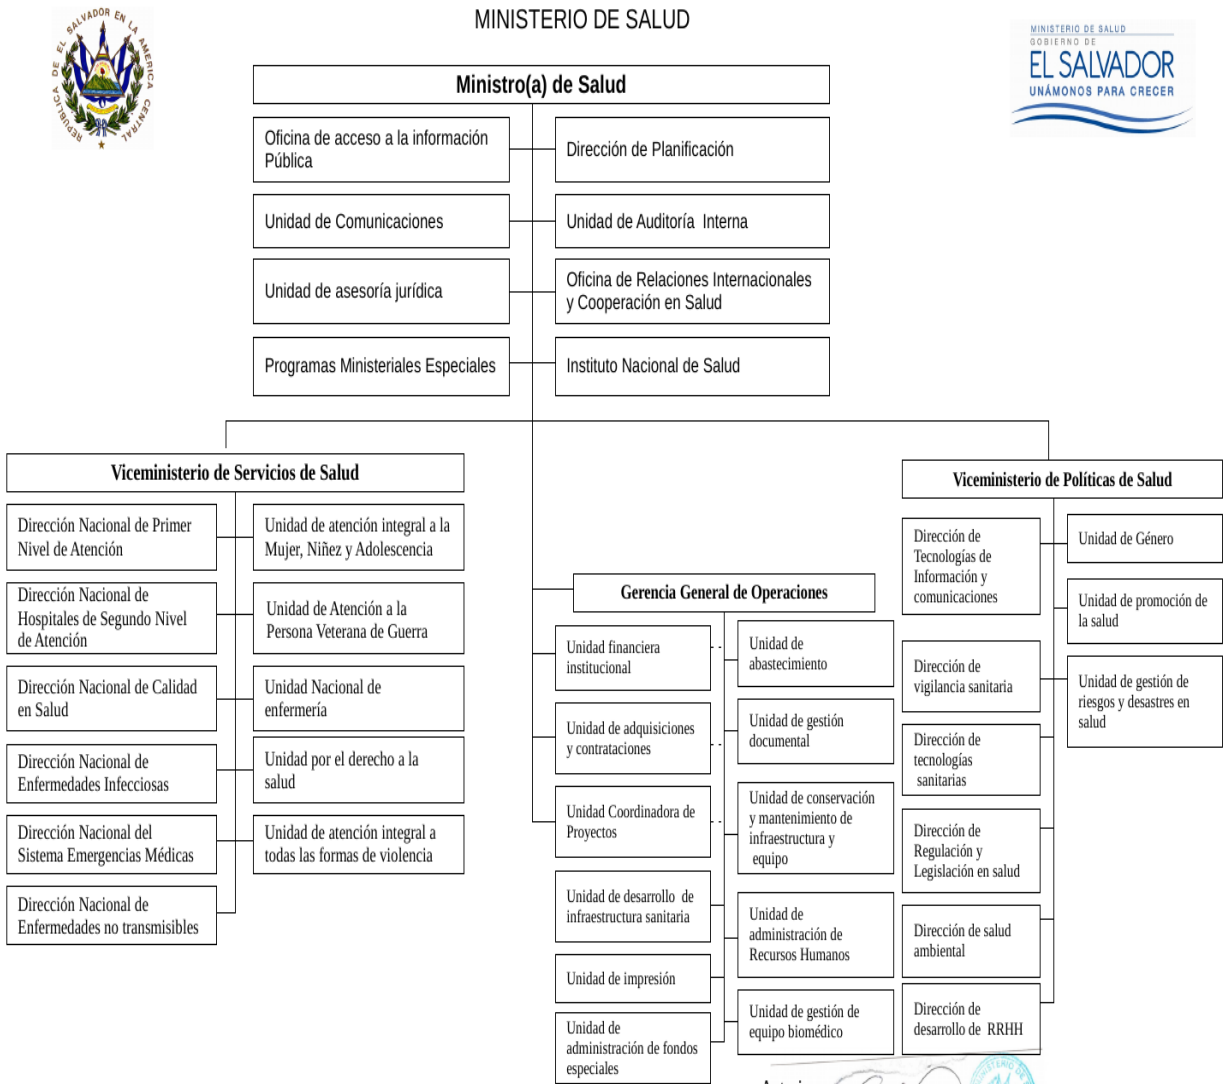 MINISTERIO DE SALUD
REPUBLICA DE EL SALVADOR EN LA AMERICA CENTRAL
MINISTERIO DE SALUD
GOBIERNO DE
EL SALVADOR
UNÁMONOS PARA CRECER
Ministro(a) de Salud
Oficina de acceso a la información
Pública
Dirección de Planificación
Unidad de Comunicaciones
Unidad de Auditoría Interna
Unidad de asesoría jurídica
Oficina de Relaciones Internacionales
y Cooperación en Salud
Programas Ministeriales Especiales
Instituto Nacional de Salud
Viceministerio de Servicios de Salud
Dirección Nacional de Primer
Nivel de Atención
Unidad de atención integral a la
Mujer, Niñez y Adolescencia
Dirección Nacional de
Hospitales de Segundo Nivel
de Atención
Unidad de Atención a la
Persona Veterana de Guerra
Dirección Nacional de Calidad
en Salud
Unidad Nacional de
enfermería
Dirección Nacional de
Enfermedades Infecciosas
Unidad por el derecho a la
salud
Dirección Nacional del
Sistema Emergencias Médicas
Unidad de atención integral a
todas las formas de violencia
Dirección Nacional de
Enfermedades no transmisibles
Gerencia General de Operaciones
Unidad financiera
institucional
Unidad de
abastecimiento
Unidad de adquisiciones
y contrataciones
Unidad de gestión
documental
Unidad Coordinadora de
Proyectos
Unidad de conservación
y mantenimiento de
infraestructura y
equipo
Unidad de desarrollo de
infraestructura sanitaria
Unidad de
administración de
Recursos Humanos
Unidad de impresión
Unidad de gestión de
equipo biomédico
Unidad de
administración de fondos
especiales
Viceministerio de Políticas de Salud
Dirección de
Tecnologías de
Información y
comunicaciones
Unidad de Género
Unidad de promoción de
la salud
Dirección de
vigilancia sanitaria
Unidad de gestión de
riesgos y desastres en
salud
Dirección de
tecnologías
sanitarias
Dirección de
Regulación y
Legislación en salud
Dirección de salud
ambiental
Dirección de
desarrollo de RRHH